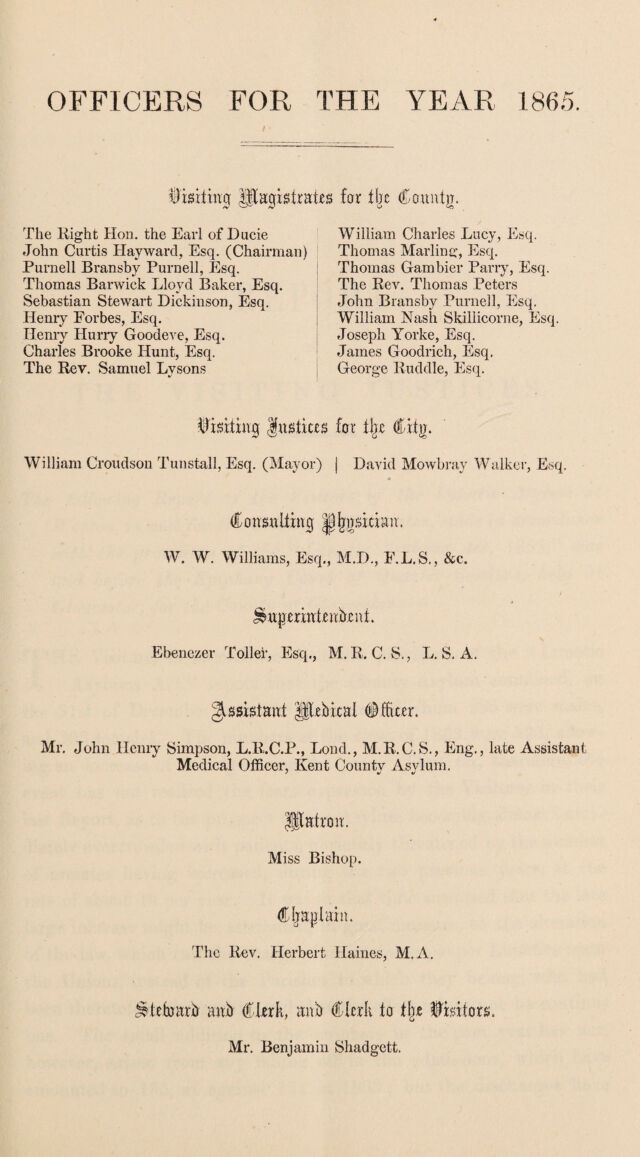 OFFICERS FOR THE YEAR 1865.
Visiting Magistrates for the County.
The Right Hon. the Earl of Ducie
John Curtis Hayward, Esq. (Chairman)
Purnell Bransby Purnell, Esq.
Thomas Barwick Lloyd Baker, Esq.
Sebastian Stewart Dickinson, Esq.
Henry Forbes, Esq.
Henry Hurry Goodeve, Esq.
Charles Brooke Hunt, Esq.
The Rev. Samuel Lysons
William Charles Lucy, Esq.
Thomas Marling, Esq.
Thomas Gambier Parry, Esq.
The Rev. Thomas Peters
John Bransby Purnell, Esq.
William Nash Skillicorne, Esq.
Joseph Yorke, Esq.
James Goodrich, Esq.
George Ruddle, Esq.
Visiting Justices for the City.
William Croudson Tunstall, Esq. (Mayor) | David Mowbray Walker, Esq.
Consulting Physician.
W. W. Williams, Esq., M.D., F.L.S., &c.
Superintendent.
Ebenezer Toller, Esq., M.R.C.S., L.S.A.
Assistant Medical Officer.
Mr. John Henry Simpson, L.R.C.P., Lond., M.R.C.S., Eng., late Assistant
Medical Officer, Kent County Asylum.
Matron.
Miss Bishop.
Chaplain.
The Rev. Herbert Haines, M.A.
Steward and Clerk, and Clerk to the Visitors.
Mr. Benjamin Shadgett.